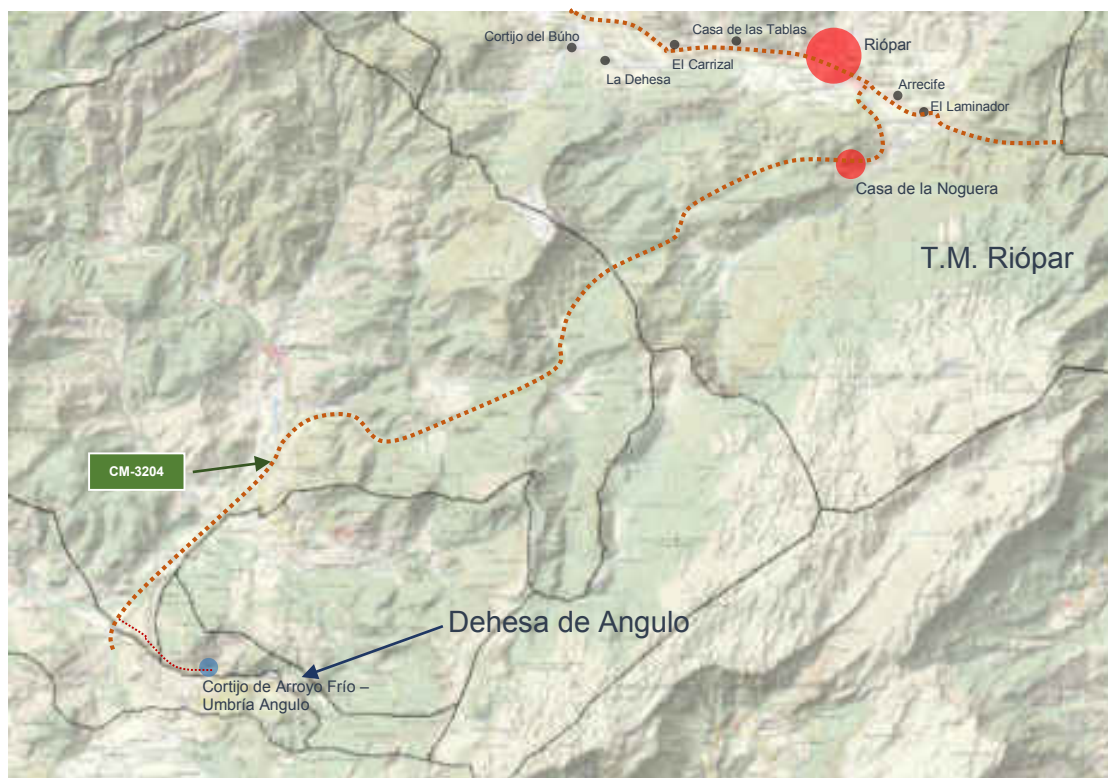 Cortijo del Búho
Casa de las Tablas
El Carrizal
La Dehesa
Riópar
Arrecife
El Laminador
Casa de la Noguera
T.M. Riópar
CM-3204
Dehesa de Angulo
Cortijo de Arroyo Frío –
Umbría Angulo